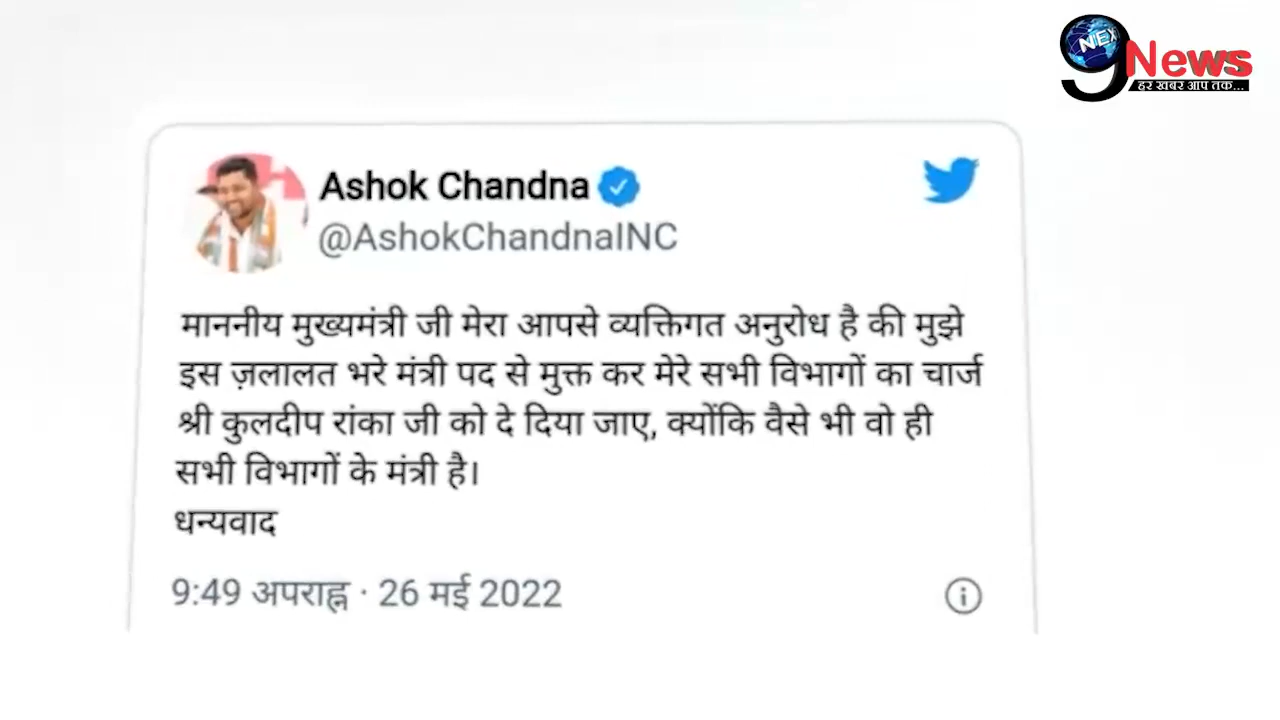 NEX
9 News
हर खबर आप तक...
Ashok Chandna
@AshokChandnaINC
माननीय मुख्यमंत्री जी मेरा आपसे व्यक्तिगत अनुरोध है की मुझे
इस ज़लालत भरे मंत्री पद से मुक्त कर मेरे सभी विभागों का चार्ज
श्री कुलदीप रांका जी को दे दिया जाए, क्योंकि वैसे भी वो ही
सभी विभागों के मंत्री है।
धन्यवाद
9:49 अपराह्न · 26 मई 2022